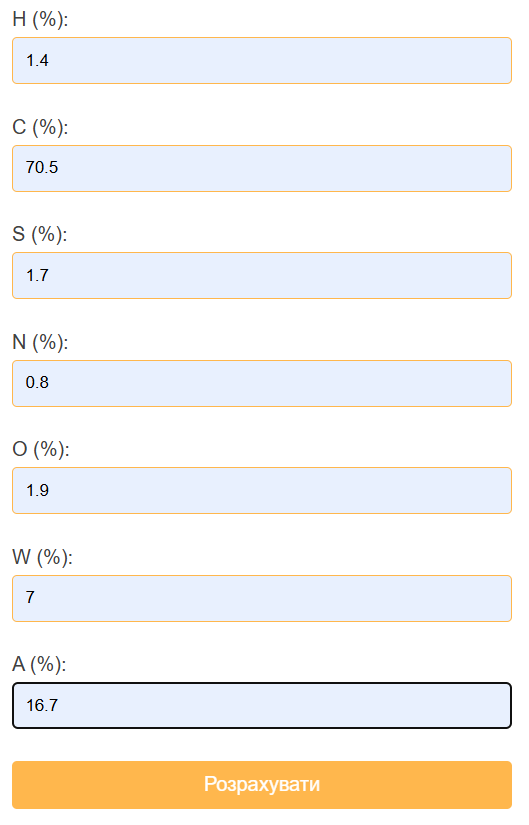 H (%):
1.4
C (%):
70.5
S (%):
1.7
N (%):
0.8
O (%):
1.9
W (%):
7
A (%):
16.7
Розрахувати